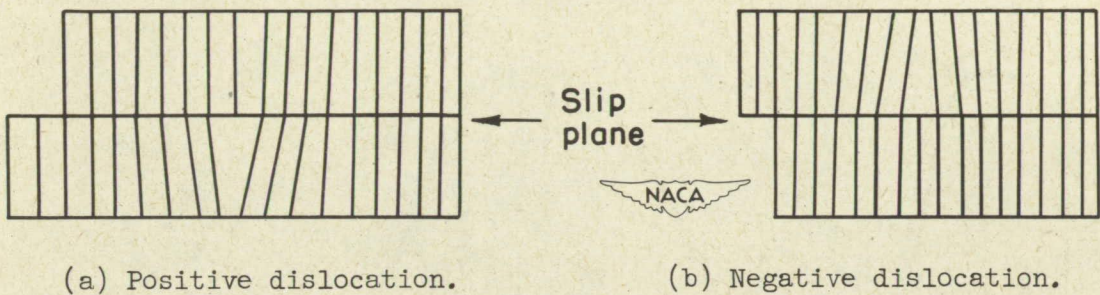 Slip
plane
NACA
(a) Positive dislocation.
(b) Negative dislocation.